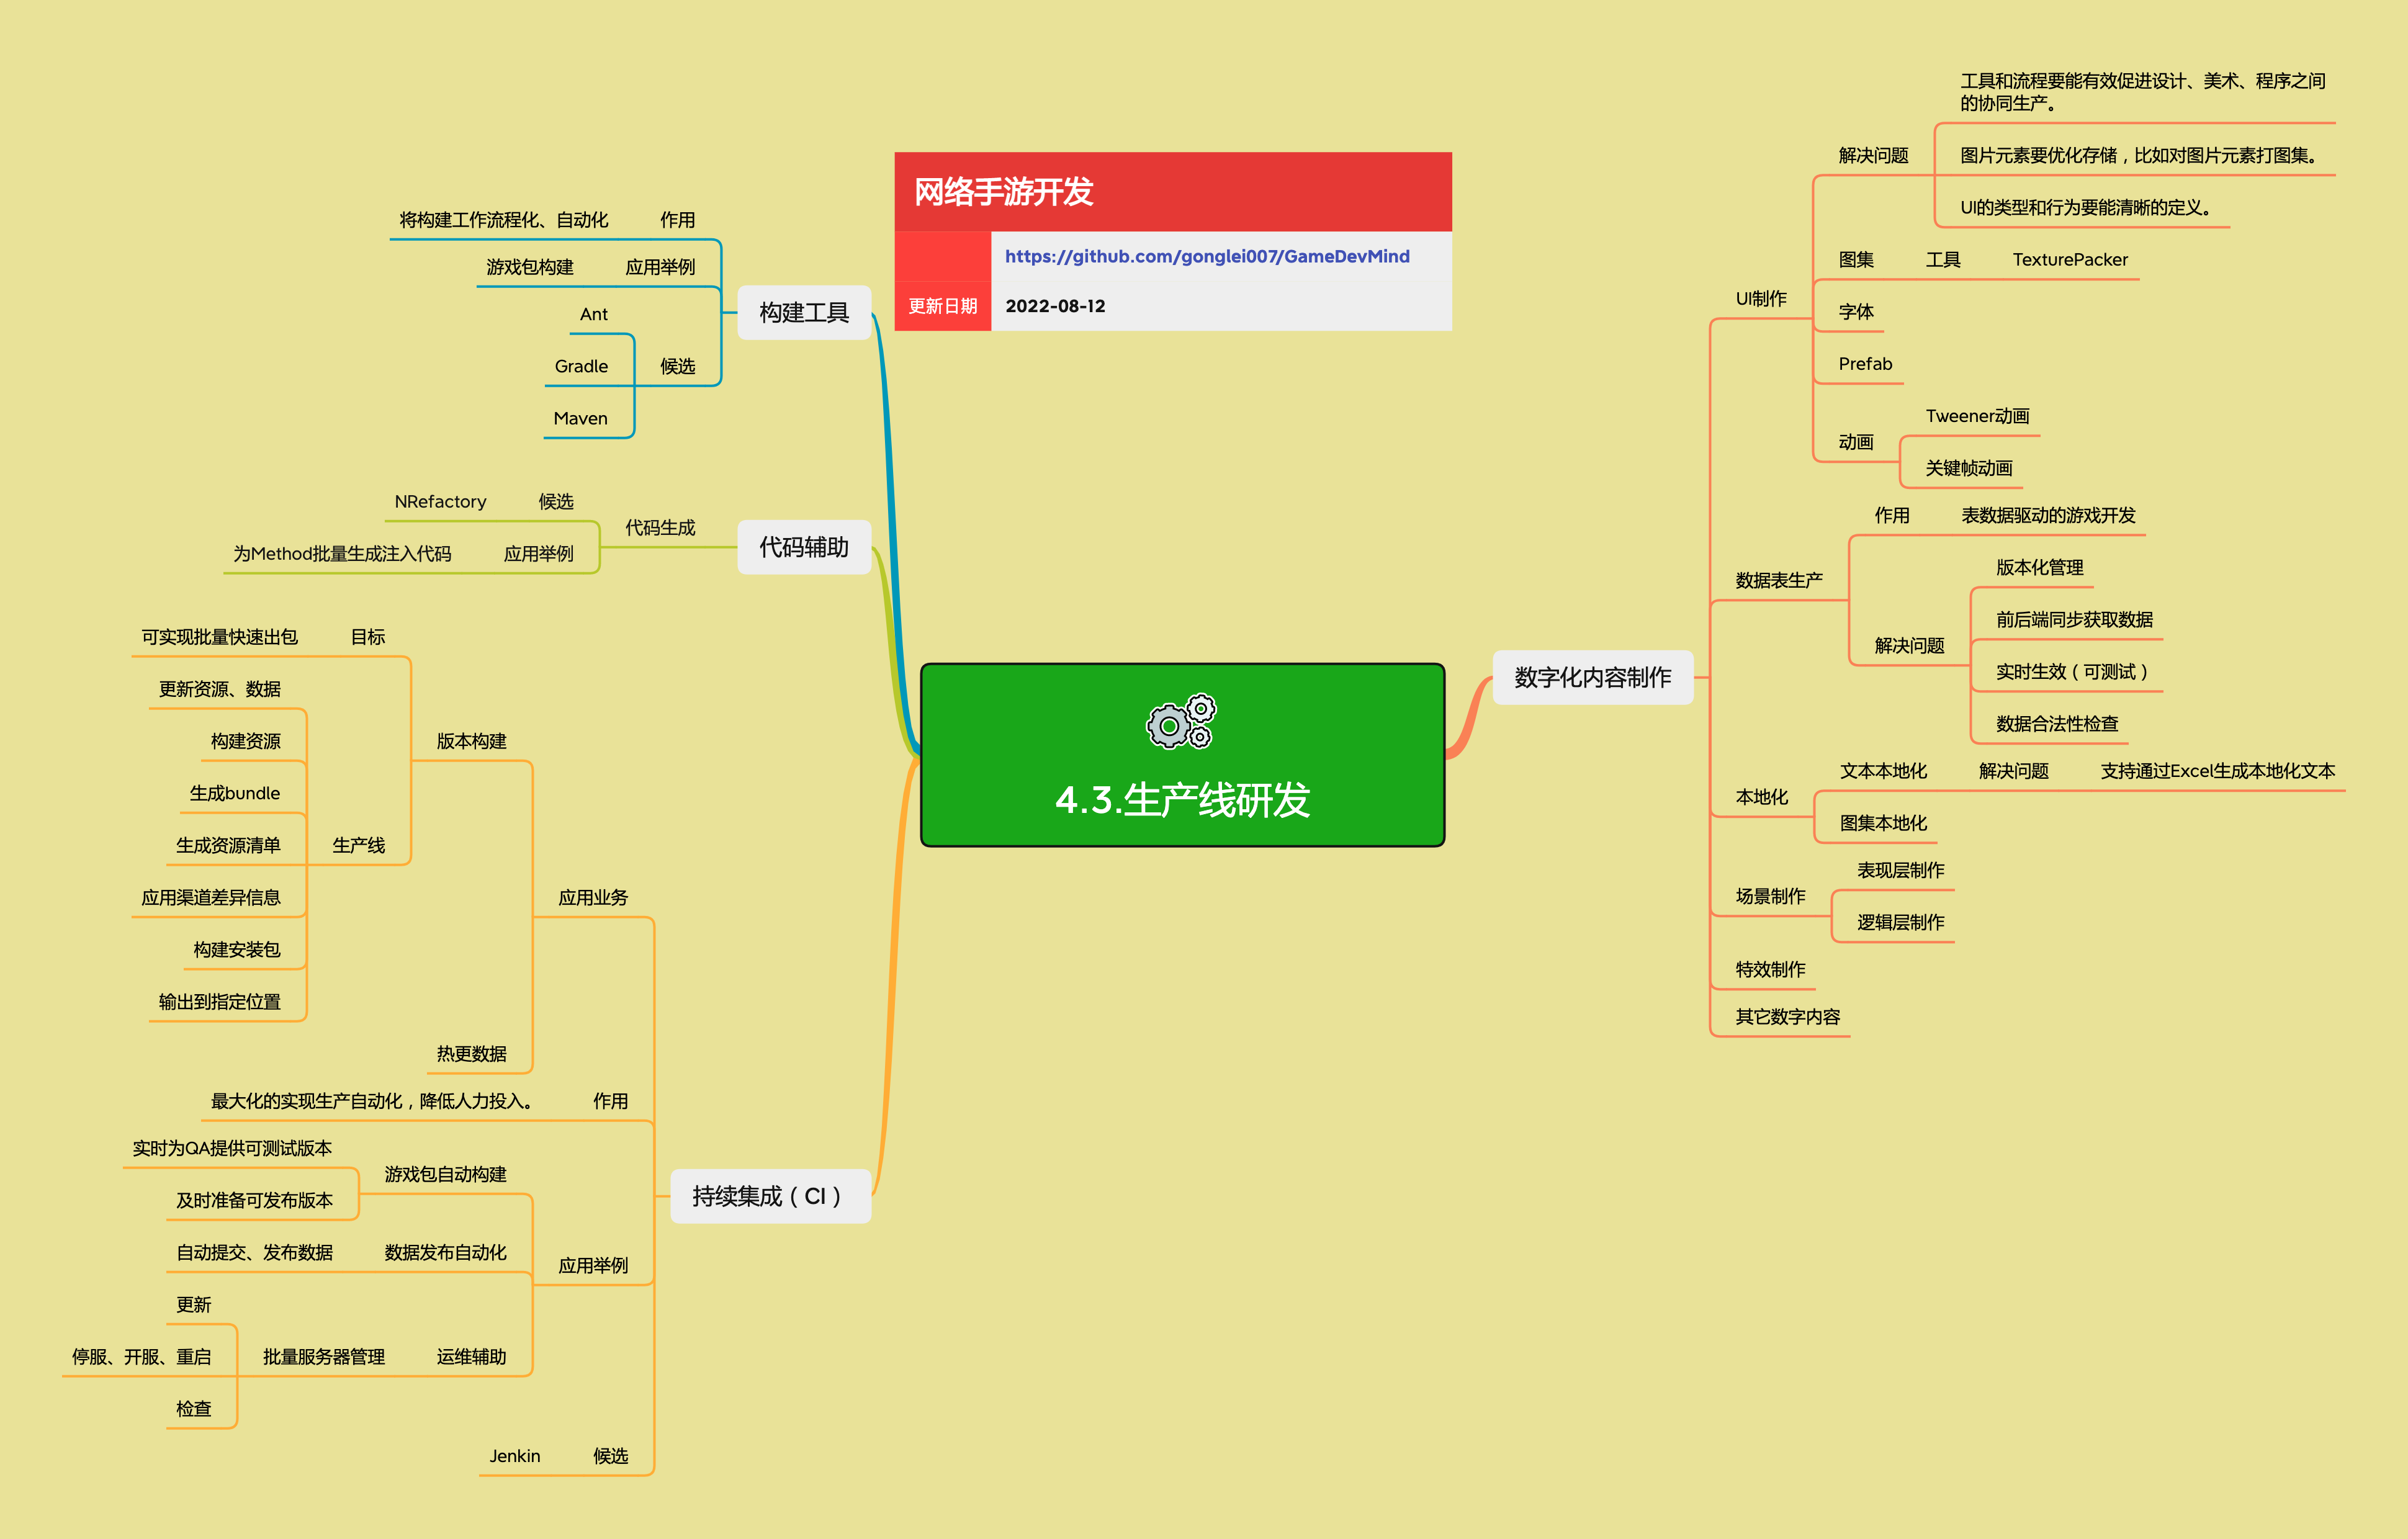 网络手游开发
https://github.com/gonglei007/GameDevMind
更新日期
2022-08-12
4.3.生产线研发
数字化内容制作
UI制作
解决问题
工具和流程要能有效促进设计、美术、程序之间
的协同生产。
图片元素要优化存储，比如对图片元素打图集。
UI的类型和行为要能清晰的定义。
图集
工具
TexturePacker
字体
Prefab
动画
Tweener动画
关键帧动画
数据表生产
作用
表数据驱动的游戏开发
解决问题
版本化管理
前后端同步获取数据
实时生效（可测试）
数据合法性检查
本地化
文本本地化
解决问题
支持通过Excel生成本地化文本
图集本地化
场景制作
表现层制作
逻辑层制作
特效制作
其它数字内容
构建工具
作用
将构建工作流程化、自动化
应用举例
游戏包构建
候选
Ant
Gradle
Maven
代码辅助
代码生成
候选
NRefactory
应用举例
为Method批量生成注入代码
持续集成（CI）
应用业务
版本构建
目标
可实现批量快速出包
生产线
更新资源、数据
构建资源
生成bundle
生成资源清单
应用渠道差异信息
构建安装包
输出到指定位置
热更数据
作用
最大化的实现生产自动化，降低人力投入。
应用举例
游戏包自动构建
实时为QA提供可测试版本
及时准备可发布版本
数据发布自动化
自动提交、发布数据
运维辅助
批量服务器管理
更新
停服、开服、重启
检查
候选
Jenkin